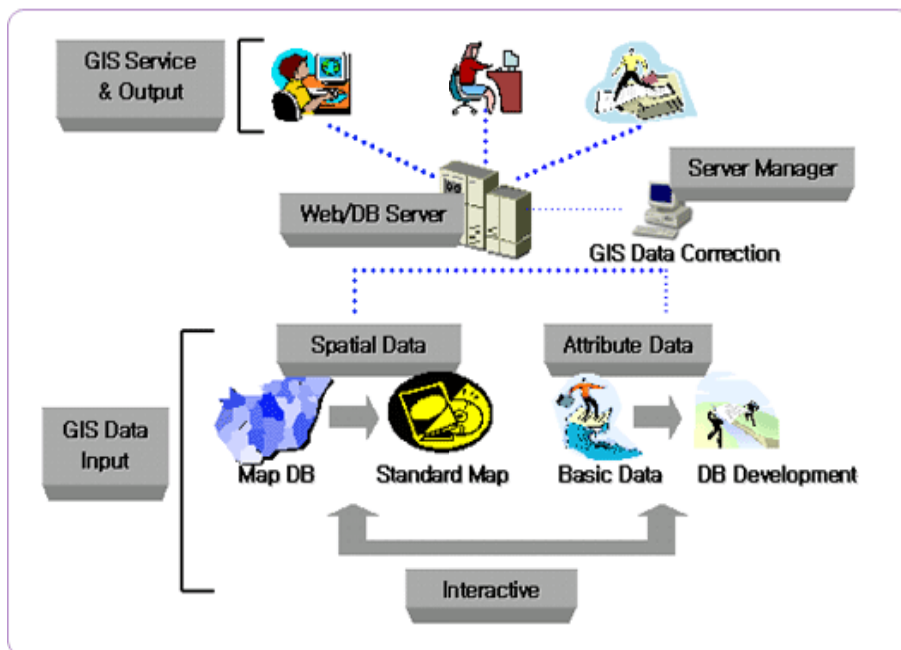 GIS Service
& Output
Server Manager
Web/DB Server
GIS Data Correction
Spatial Data
Attribute Data
GIS Data
Input
Map DB
Standard Map
Basic Data
DB Development
Interactive